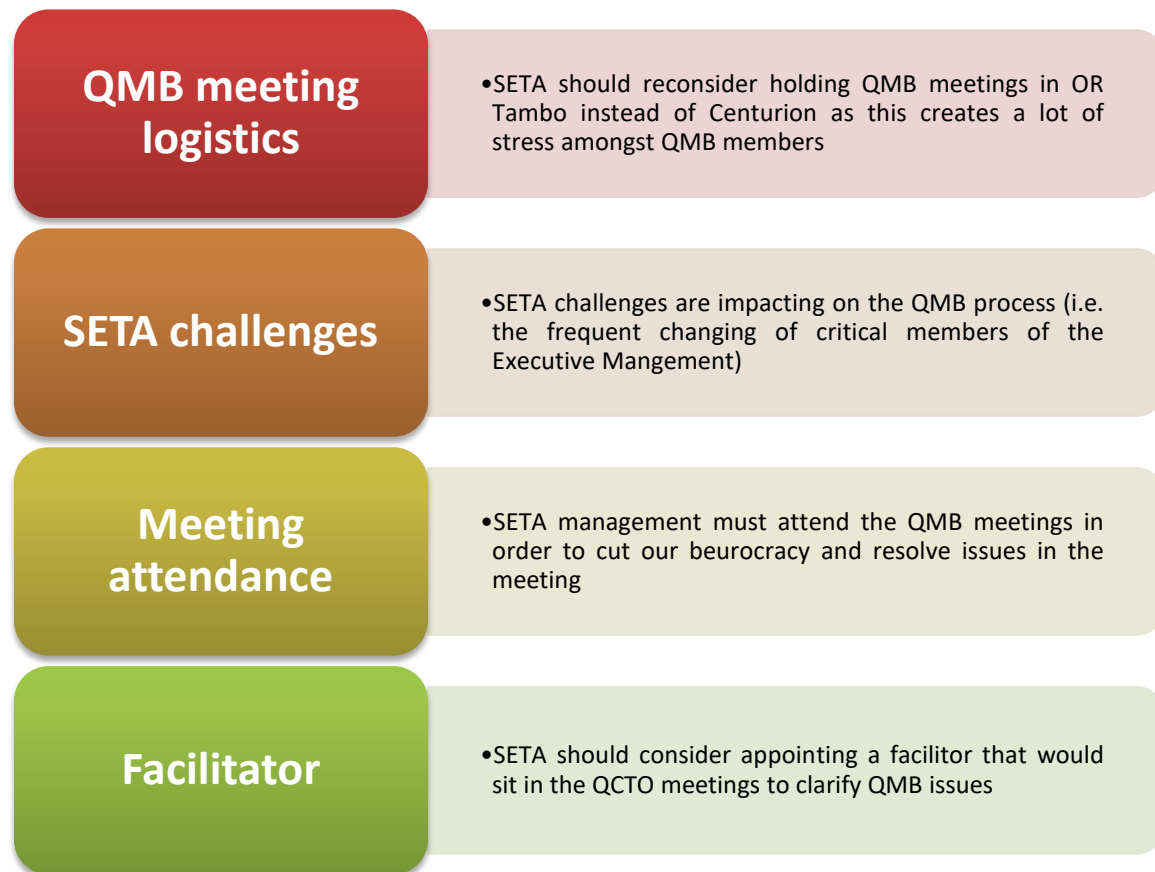 QMB meeting
logistics
•SETA should reconsider holding QMB meetings in OR
Tambo instead of Centurion as this creates a lot of
stress amongst QMB members
SETA challenges
•SETA challenges are impacting on the QMB process (i.e.
the frequent changing of critical members of the
Executive Mangement)
Meeting
attendance
•SETA management must attend the QMB meetings in
order to cut our beurocracy and resolve issues in the
meeting
Facilitator
•SETA should consider appointing a facilitor that would
sit in the QCTO meetings to clarify QMB issues